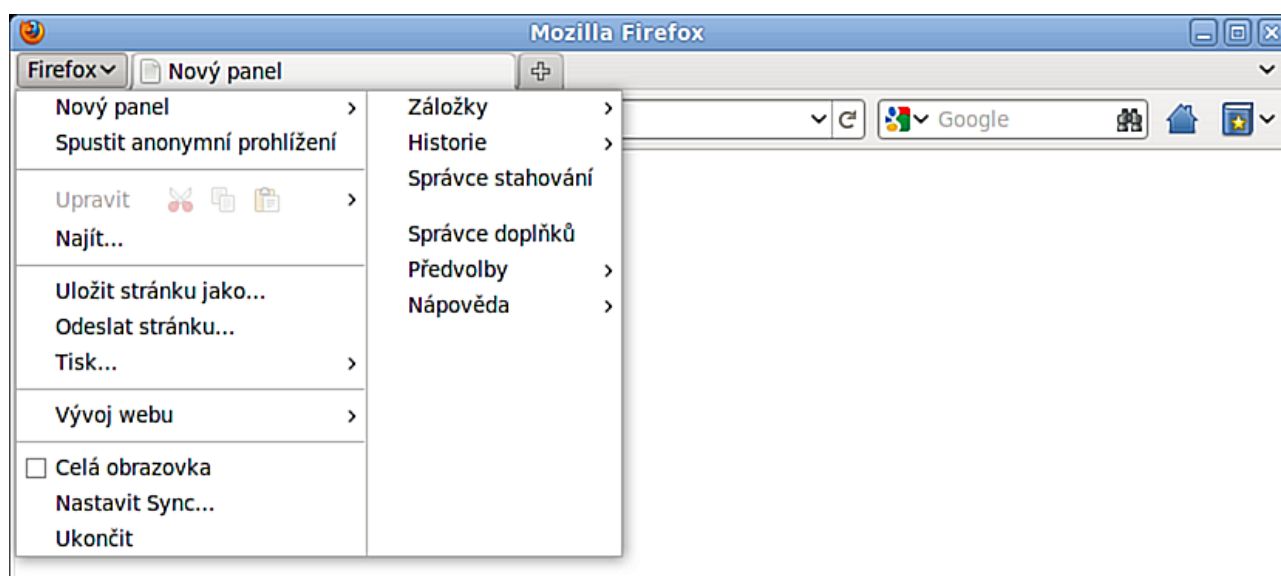 Mozilla Firefox
Firefox
Nový panel
Google
Nový panel
Spustit anonymní prohlížení
Upravit
Najít...
Uložit stránku jako...
Odeslat stránku...
Tisk...
Vývoj webu
Celá obrazovka
Nastavit Sync...
Ukončit
Záložky
Historie
Správce stahování
Správce doplňků
Předvolby
Nápověda